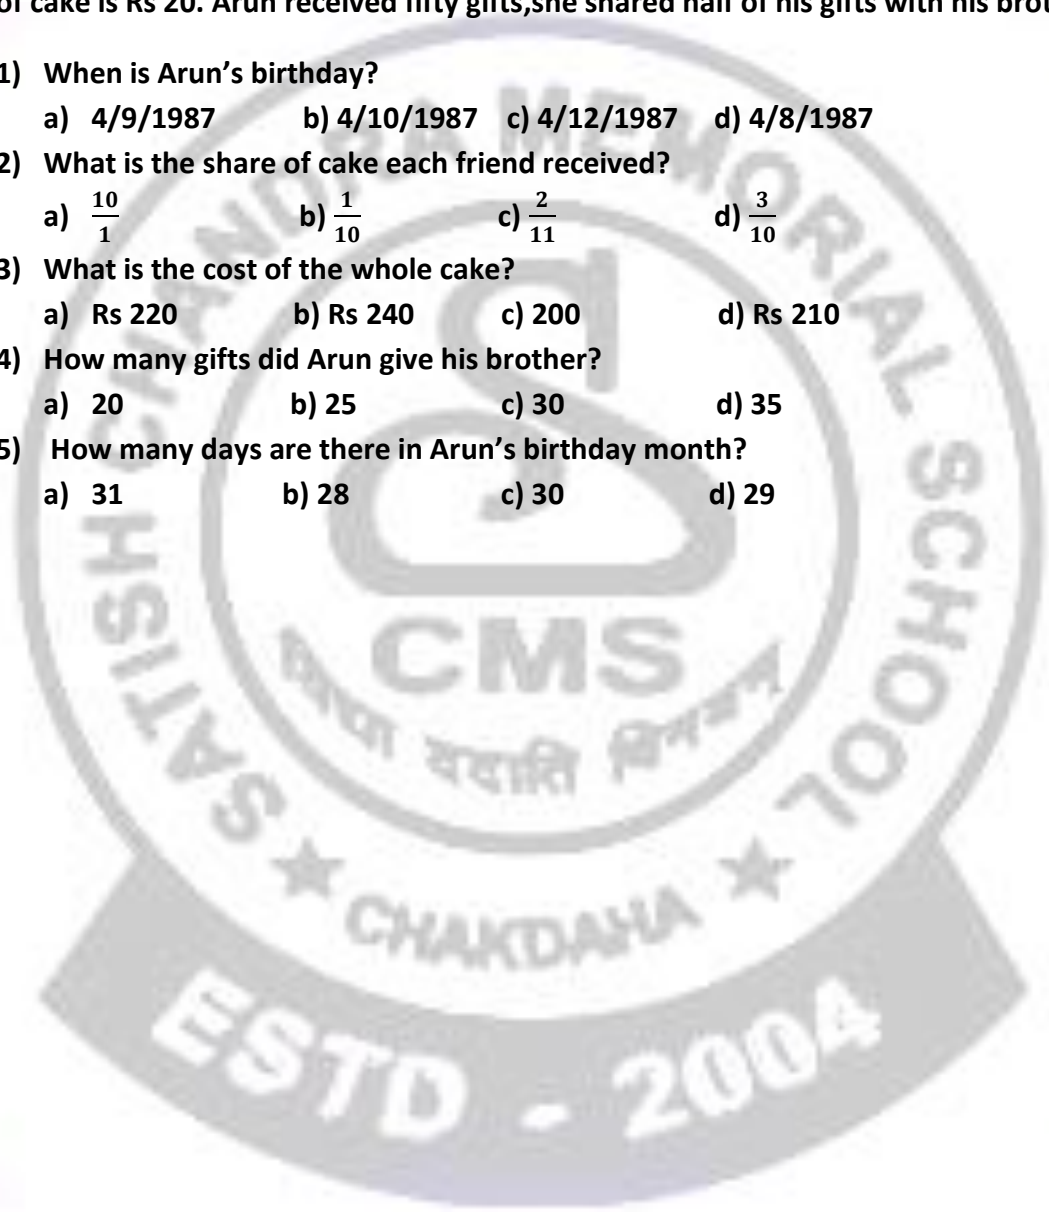 of cake is Rs 20. Arun received fifty gifts,she shared half of his gifts with his
1) When is Arun’s birthday?
a) 4/9/1987 b) 4/10/1987 c) 4/12/1987 d) 4/8/1987
2) What is the share of cake each friend received?
a) 10/1 b) 1/10 c) 2/11 d) 3/10
3) What is the cost of the whole cake?
a) Rs 220 b) Rs 240 c) 200 d) Rs 210
4) How many gifts did Arun give his brother?
a) 20 b) 25 c) 30 d) 35
5) How many days are there in Arun’s birthday month?
a) 31 b) 28 c) 30 d) 29
SATISH CHANDRA MEMORIAL SCHOOL
CMS
ददाति
★ CHAKDAHA ★
ESTD - 2004